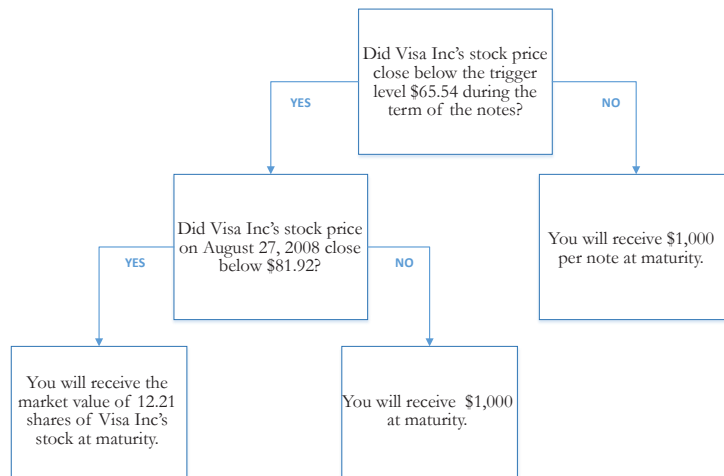 Did Visa Inc's stock price
close below the trigger
level $65.54 during the
term of the notes?
YES
NO
Did Visa Inc's stock price
on August 27, 2008 close
below $81.92?
You will receive $1,000
per note at maturity.
YES
NO
You will receive the
market value of 12.21
shares of Visa Inc's
stock at maturity.
You will receive $1,000
at maturity.